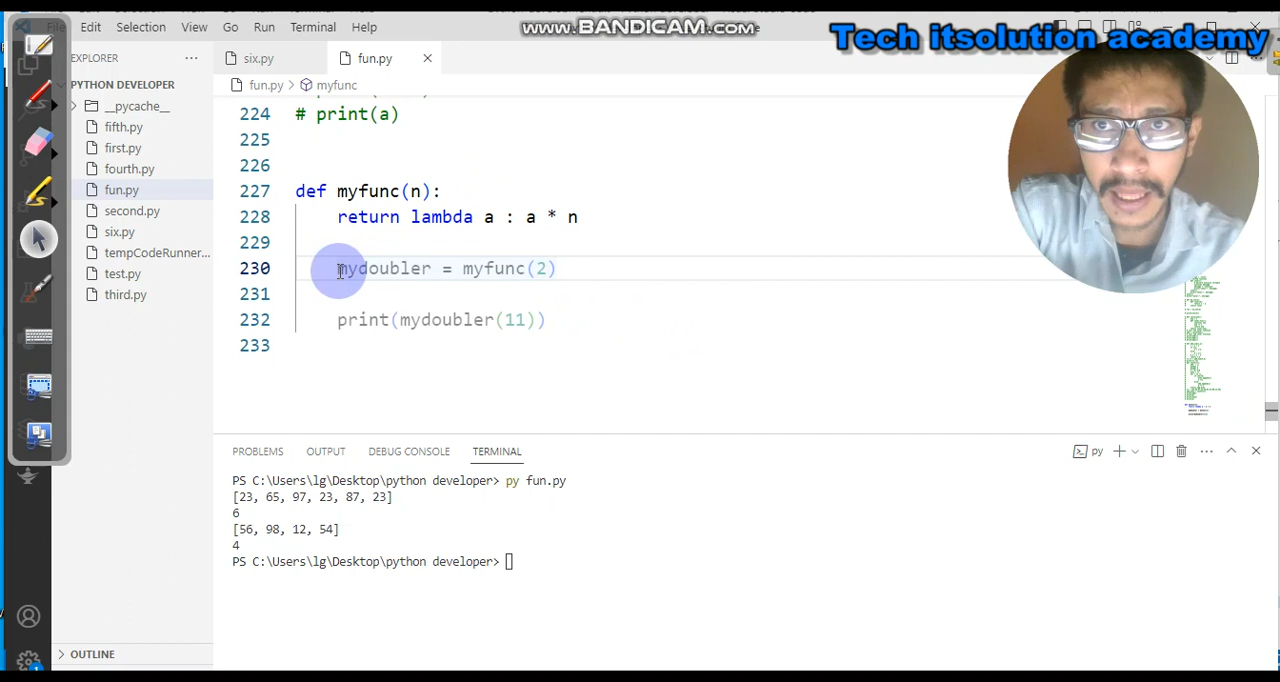 File Edit Selection View Go Run Terminal Help
www.BANDICAM.com
Tech itsolution academy
EXPLORER ···
six.py
fun.py
fun.py > myfunc
PYTHON DEVELOPER
__pycache__
fifth.py
first.py
fourth.py
fun.py
second.py
six.py
tempCodeRunner...
test.py
third.py
OUTLINE
224 # print(a)
225
226
227 def myfunc(n):
228 return lambda a : a * n
229
230 mydoubler = myfunc(2)
231
232 print(mydoubler(11))
233
PROBLEMS OUTPUT DEBUG CONSOLE TERMINAL
py
PS C:\Users\lg\Desktop\python developer> py fun.py
[23, 65, 97, 23, 87, 23]
6
[56, 98, 12, 54]
4
PS C:\Users\lg\Desktop\python developer>